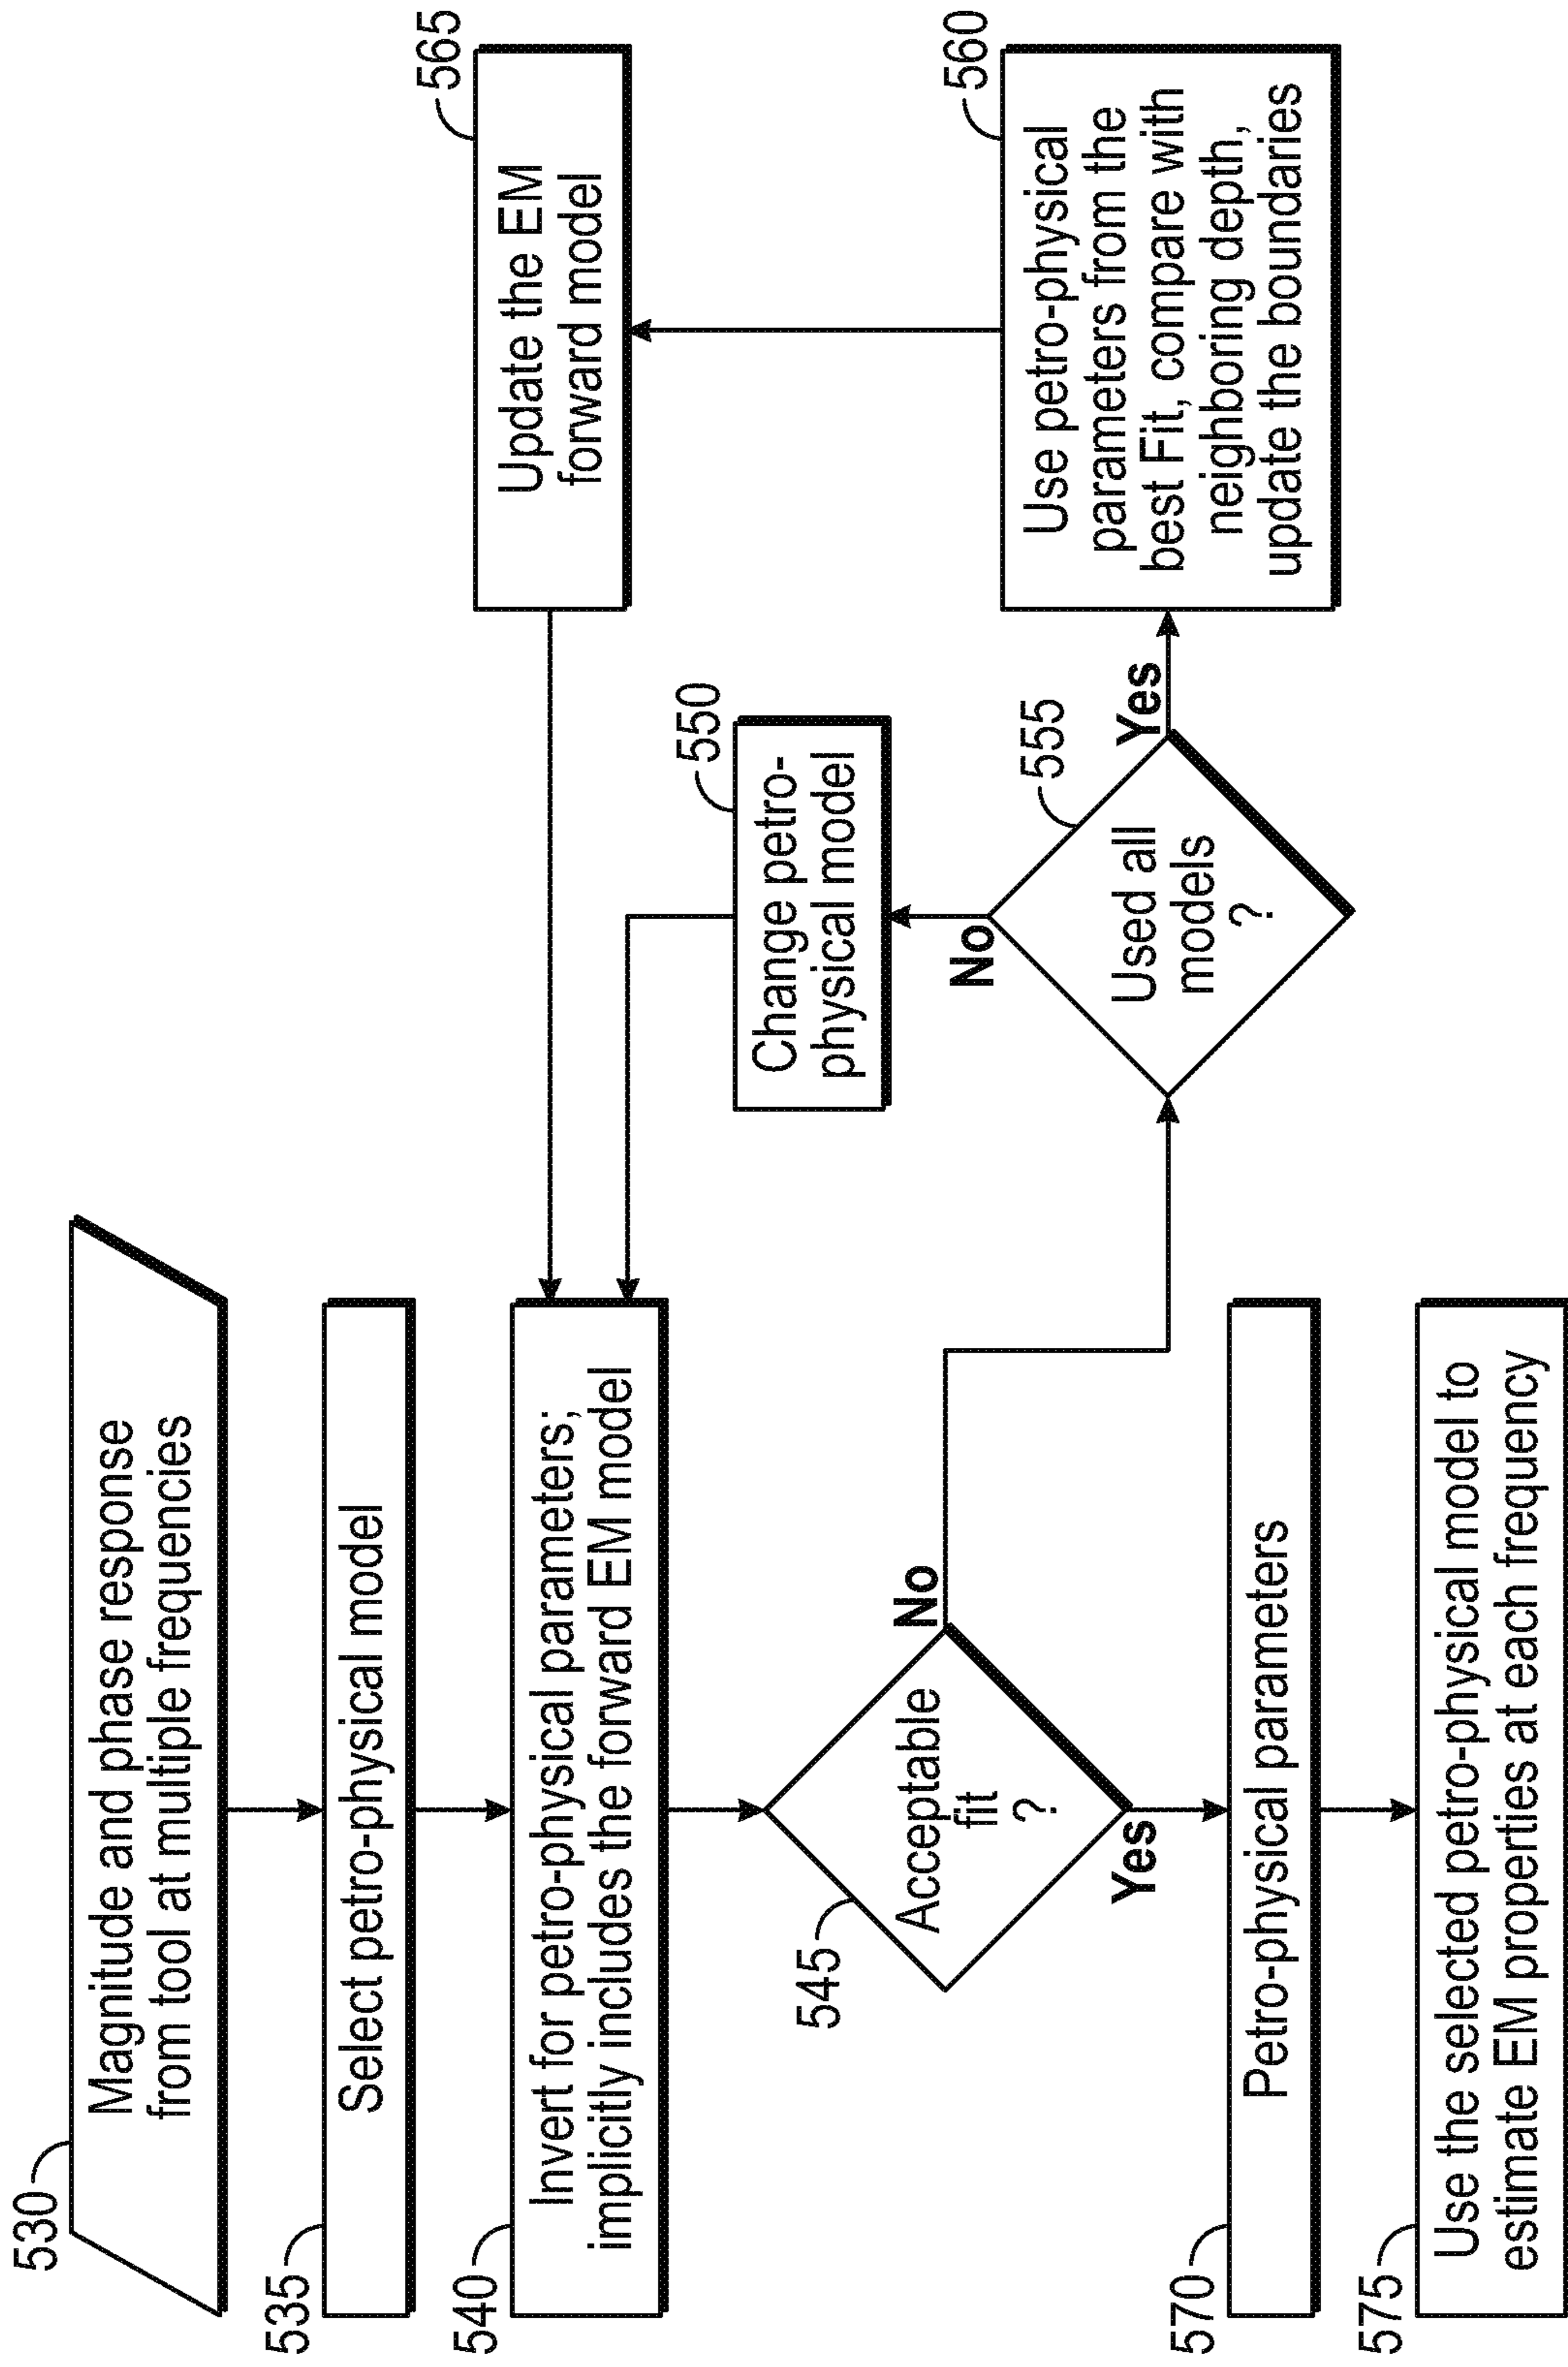 530
Magnitude and phase response
from tool at multiple frequencies
535
Select petro-physical model
540
Invert for petro-physical parameters;
implicitly includes the forward EM model
545
Acceptable
fit
?
No
Yes
570
Petro-physical parameters
575
Use the selected petro-physical model to
estimate EM properties at each frequency
565
Update the EM
forward model
550
Change petro-
physical model
No
555
Used all
models
?
Yes
560
Use petro-physical
parameters from the
best Fit, compare with
neighboring depth,
update the boundaries